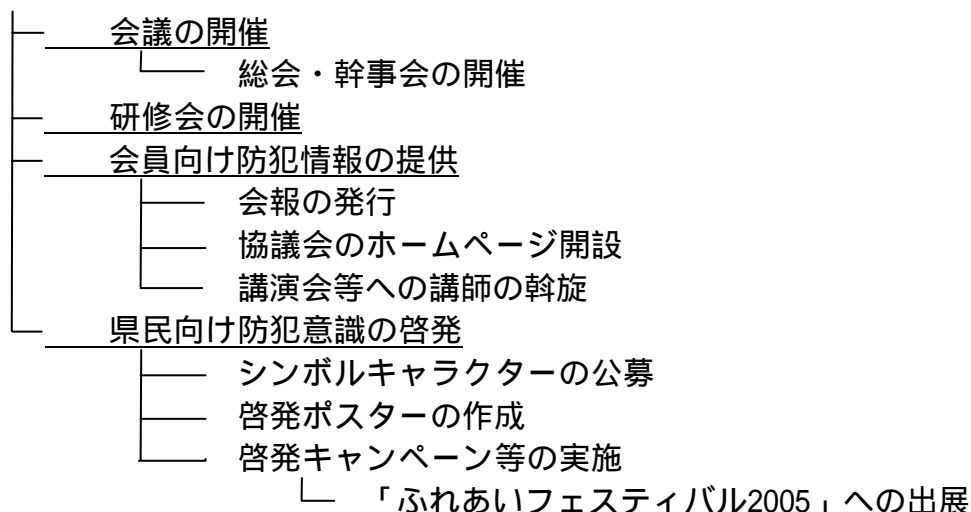 会議の開催
総会・幹事会の開催
研修会の開催
会員向け防犯情報の提供
会報の発行
協議会のホームページ開設
講演会等への講師の斡旋
県民向け防犯意識の啓発
シンボルキャラクターの公募
啓発ポスターの作成
啓発キャンペーン等の実施
「ふれあいフェスティバル2005」への出展